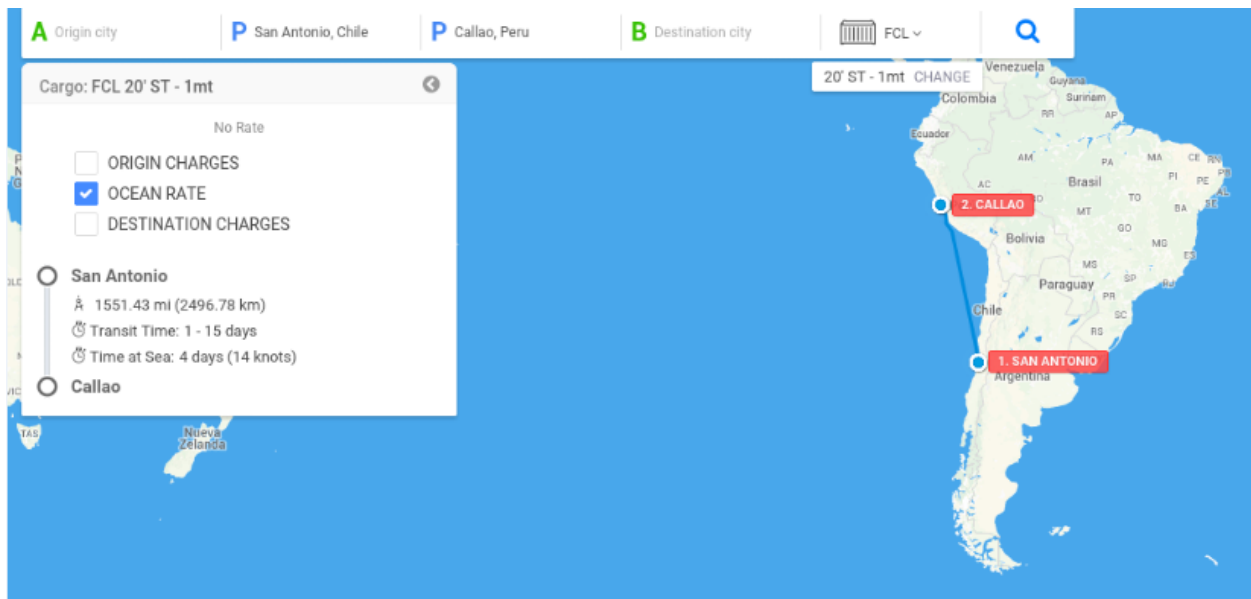 A Origin city
P San Antonio, Chile
P Callao, Peru
B Destination city
FCL
20' ST - 1mt CHANGE
Cargo: FCL 20' ST - 1mt
No Rate
ORIGIN CHARGES
OCEAN RATE
DESTINATION CHARGES
San Antonio
1551.43 mi (2496.78 km)
Transit Time: 1 - 15 days
Time at Sea: 4 days (14 knots)
Callao
Venezuela
Guyana
Colombia
Surinam
RR
AP
Ecuador
AM
PA
MA
CE
RN
PB
PI
PE
AC
Brasil
AL
TO
SE
2. CALLAO
MT
BA
GO
Bolivia
MG
ES
MS
SP
RJ
Paraguay
PR
Chile
SC
RS
1. SAN ANTONIO
Argentina
TAS
Nueva
Zelanda